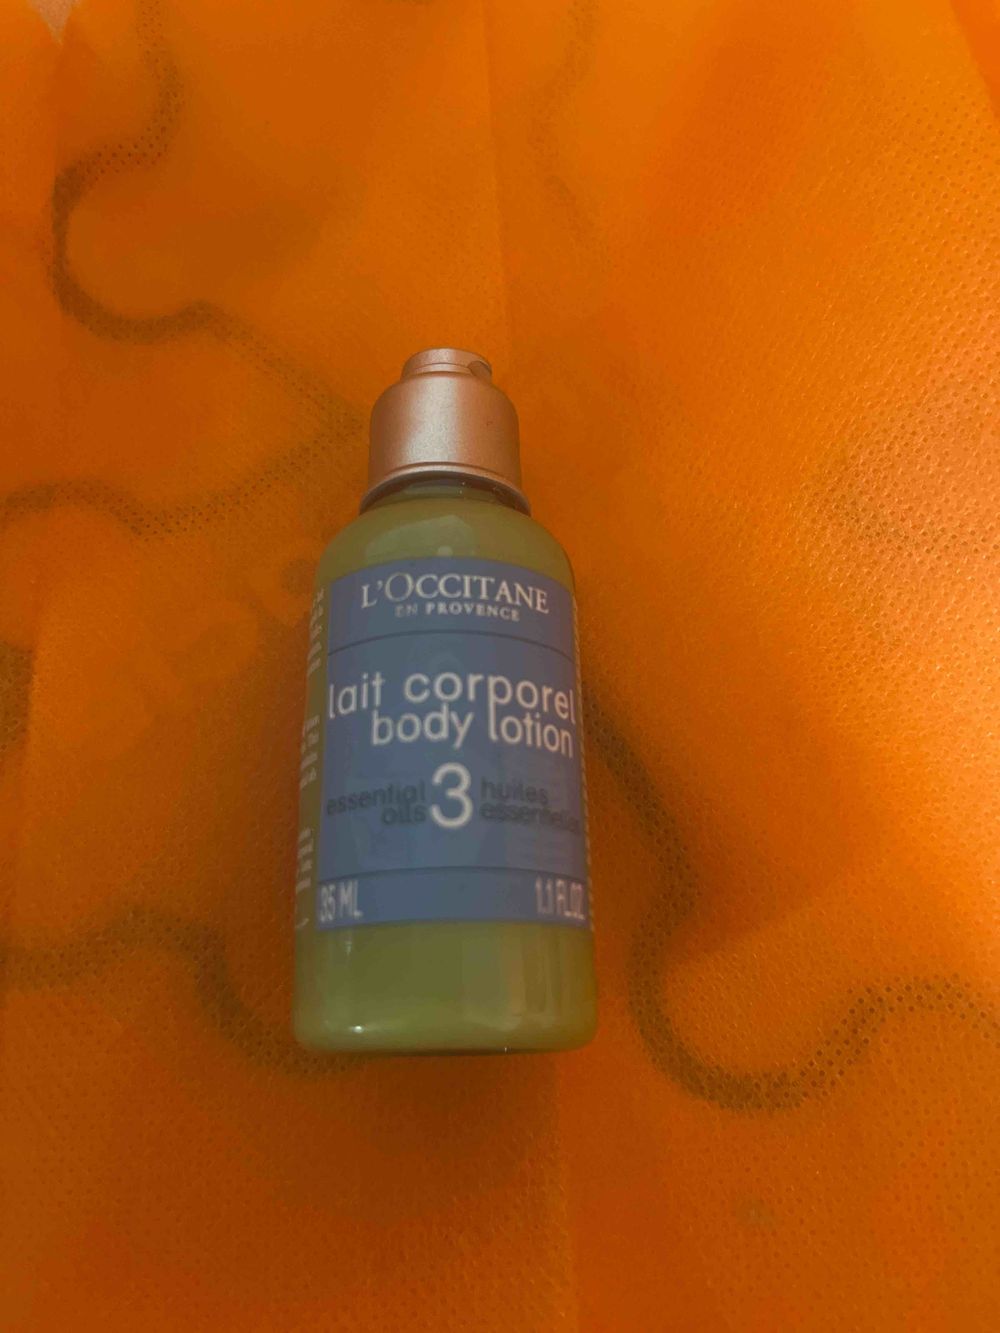 L'OCCITANE
EN PROVENCE
lait corporel
body lotion
essential 3 huiles
oils essentielles
35 ML 1.1 FL.OZ